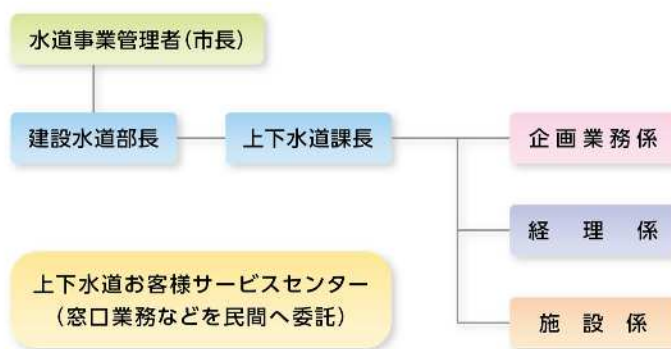 水道事業管理者(市長)
建設水道部長
上下水道課長
企画業務係
経理係
施設係
上下水道お客様サービスセンター
(窓口業務などを民間へ委託)